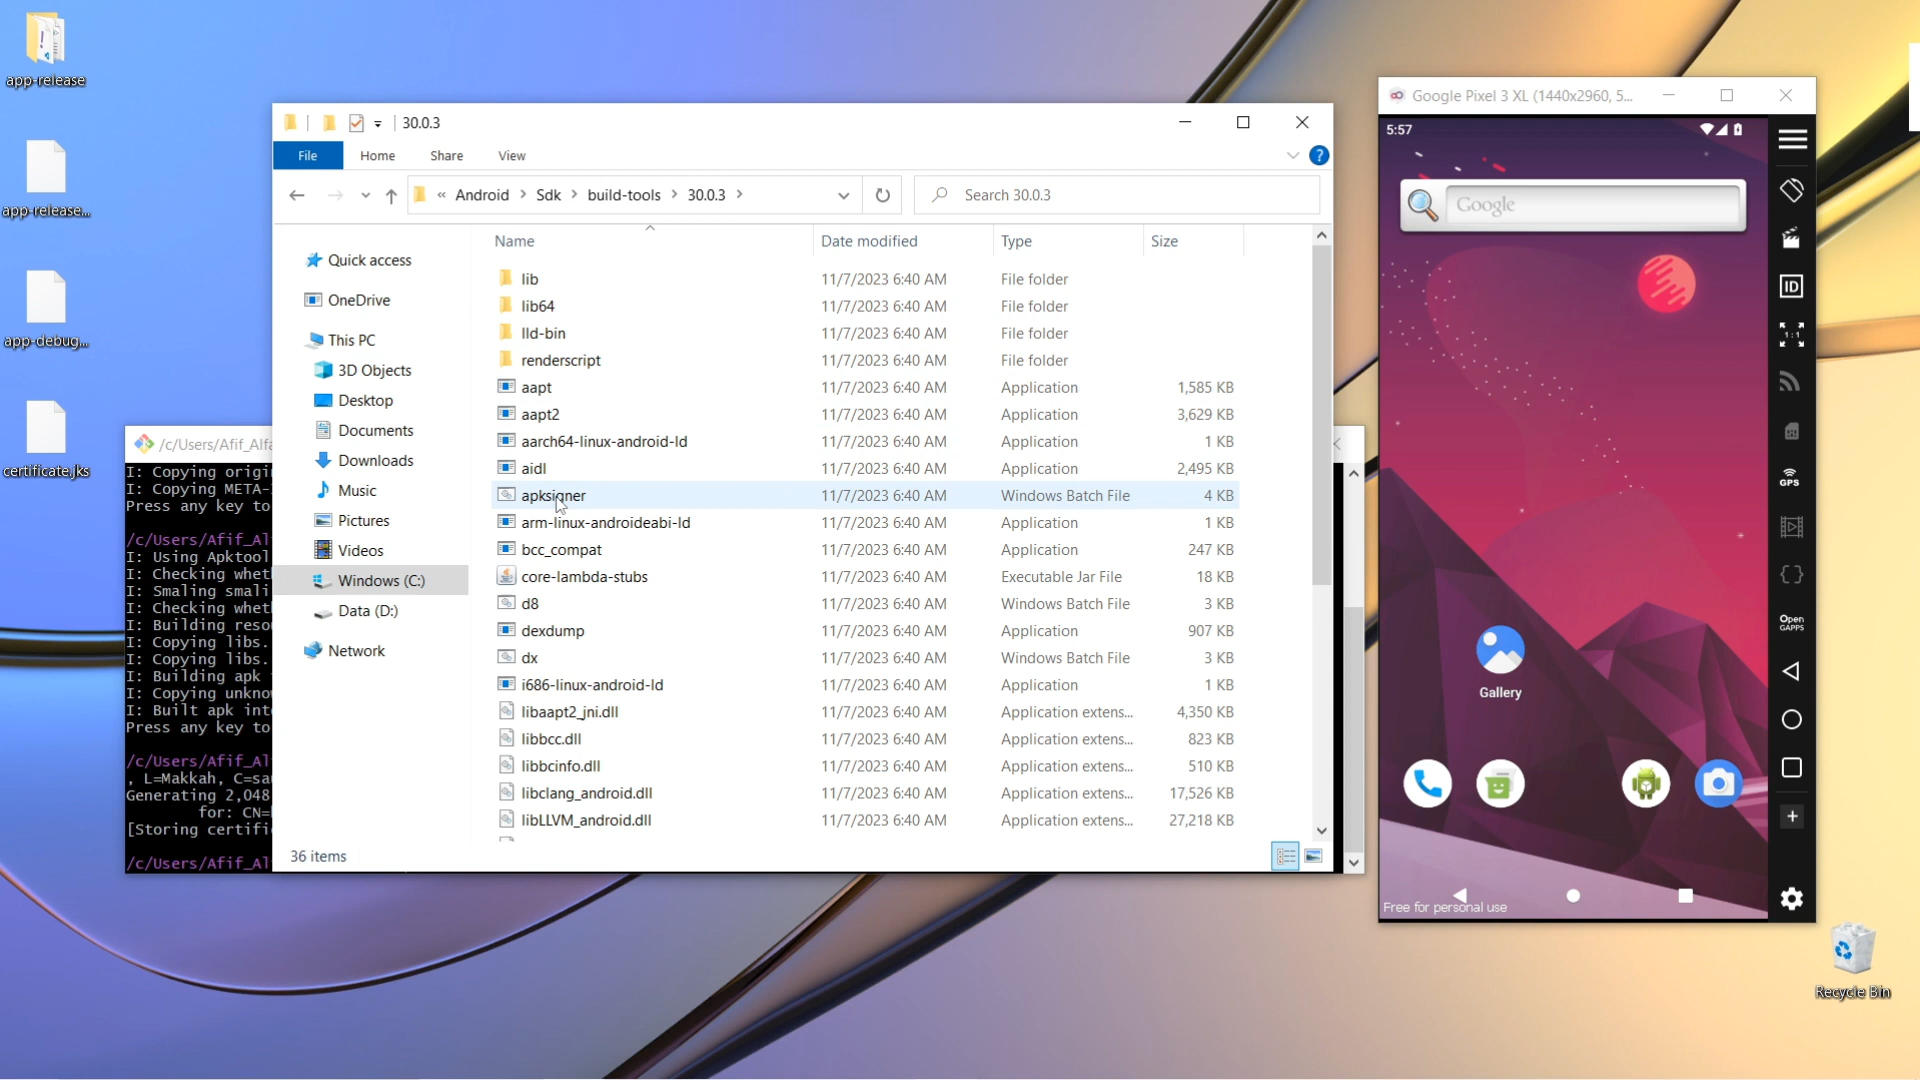 app-release
app-release...
app-debug...
certificate.jks
/c/Users/Afif_Alfa
I: Copying origi
I: Copying META-
Press any key to
/c/Users/Afif_Al
I: Using Apktool
I: Checking wheth
I: Smaling smali
I: Checking wheth
I: Building reso
I: Copying libs.
I: Copying libs.
I: Building apk
I: Copying unkno
I: Built apk into
Press any key to
/c/Users/Afif_Al
, L=Makkah, C=sau
Generating 2,048
for: CN=
[Storing certifi
/c/Users/Afif_Al
30.0.3
File Home Share View
« Android > Sdk > build-tools > 30.0.3 >
Search 30.0.3
Quick access
OneDrive
This PC
3D Objects
Desktop
Documents
Downloads
Music
Pictures
Videos
Windows (C:)
Data (D:)
Network
Name Date modified Type Size
lib 11/7/2023 6:40 AM File folder
lib64 11/7/2023 6:40 AM File folder
lld-bin 11/7/2023 6:40 AM File folder
renderscript 11/7/2023 6:40 AM File folder
aapt 11/7/2023 6:40 AM Application 1,585 KB
aapt2 11/7/2023 6:40 AM Application 3,629 KB
aarch64-linux-android-ld 11/7/2023 6:40 AM Application 1 KB
aidl 11/7/2023 6:40 AM Application 2,495 KB
apksigner 11/7/2023 6:40 AM Windows Batch File 4 KB
arm-linux-androideabi-ld 11/7/2023 6:40 AM Application 1 KB
bcc_compat 11/7/2023 6:40 AM Application 247 KB
core-lambda-stubs 11/7/2023 6:40 AM Executable Jar File 18 KB
d8 11/7/2023 6:40 AM Windows Batch File 3 KB
dexdump 11/7/2023 6:40 AM Application 907 KB
dx 11/7/2023 6:40 AM Windows Batch File 3 KB
i686-linux-android-ld 11/7/2023 6:40 AM Application 1 KB
libaapt2_jni.dll 11/7/2023 6:40 AM Application extens... 4,350 KB
libbcc.dll 11/7/2023 6:40 AM Application extens... 823 KB
libbcinfo.dll 11/7/2023 6:40 AM Application extens... 510 KB
libclang_android.dll 11/7/2023 6:40 AM Application extens... 17,526 KB
libLLVM_android.dll 11/7/2023 6:40 AM Application extens... 27,218 KB
36 items
Google Pixel 3 XL (1440x2960, 5...
5:57
Google
Gallery
Free for personal use
ID
1:1
GPS
Open
GAPPS
Recycle Bin